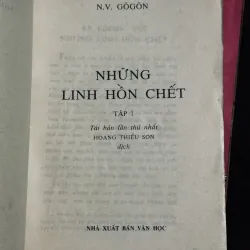 N.V. GÔGÔN
NHỮNG
LINH HỒN CHẾT
TẬP I
Tái bản lần thứ nhất
HOÀNG THIẾU SƠN
dịch
NHÀ XUẤT BẢN VĂN HỌC